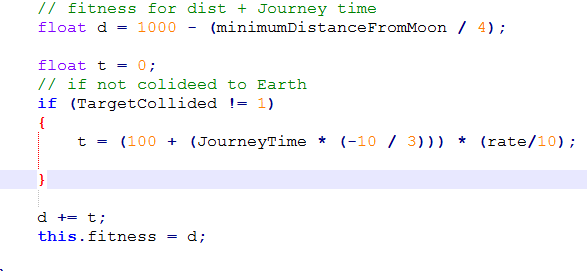 // fitness for dist + Journey time
float d = 1000 - (minimumDistanceFromMoon / 4);
float t = 0;
// if not colideed to Earth
if (TargetCollided != 1)
{
t = (100 + (JourneyTime * (-10 / 3))) * (rate/10);
}
d += t;
this.fitness = d;